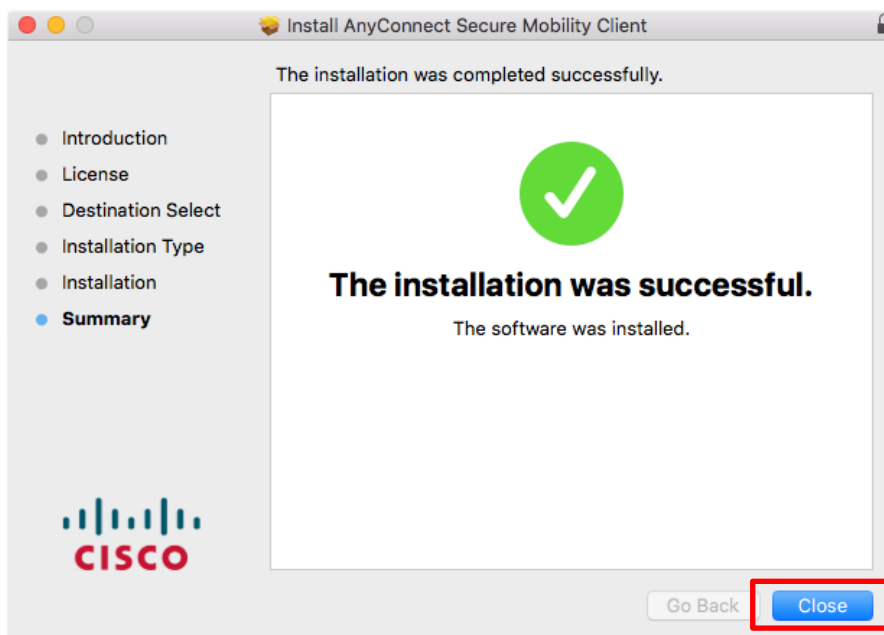 Install AnyConnect Secure Mobility Client
The installation was completed successfully.
Introduction
License
Destination Select
Installation Type
Installation
Summary
The installation was successful.
The software was installed.
CISCO
Go Back
Close